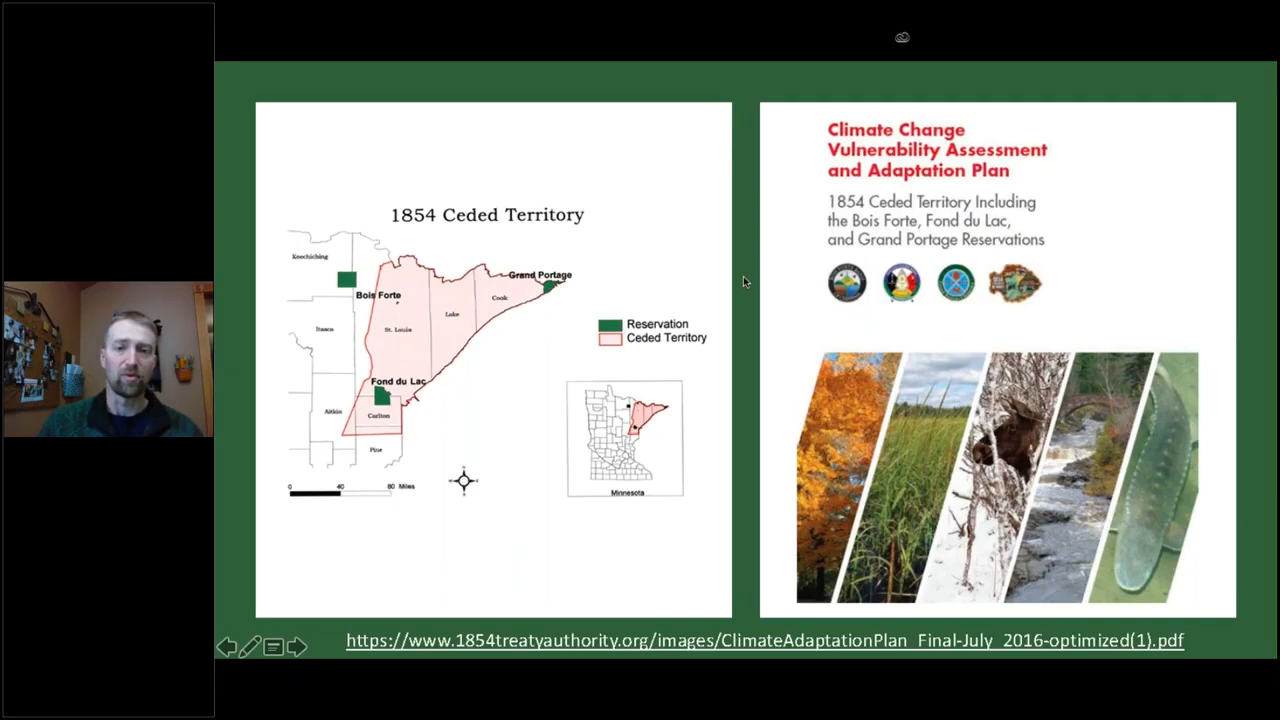 1854 Ceded Territory
Koochiching
Grand Portage
Bois Forte
Cook
Lake
Itasca
St. Louis
Reservation
Ceded Territory
Fond du Lac
Aitkin
Carlton
Pine
0 40 80 Miles
Minnesota
Climate Change
Vulnerability Assessment
and Adaptation Plan
1854 Ceded Territory Including
the Bois Forte, Fond du Lac,
and Grand Portage Reservations
https://www.1854treatyauthority.org/images/ClimateAdaptationPlan_Final-July_2016-optimized(1).pdf